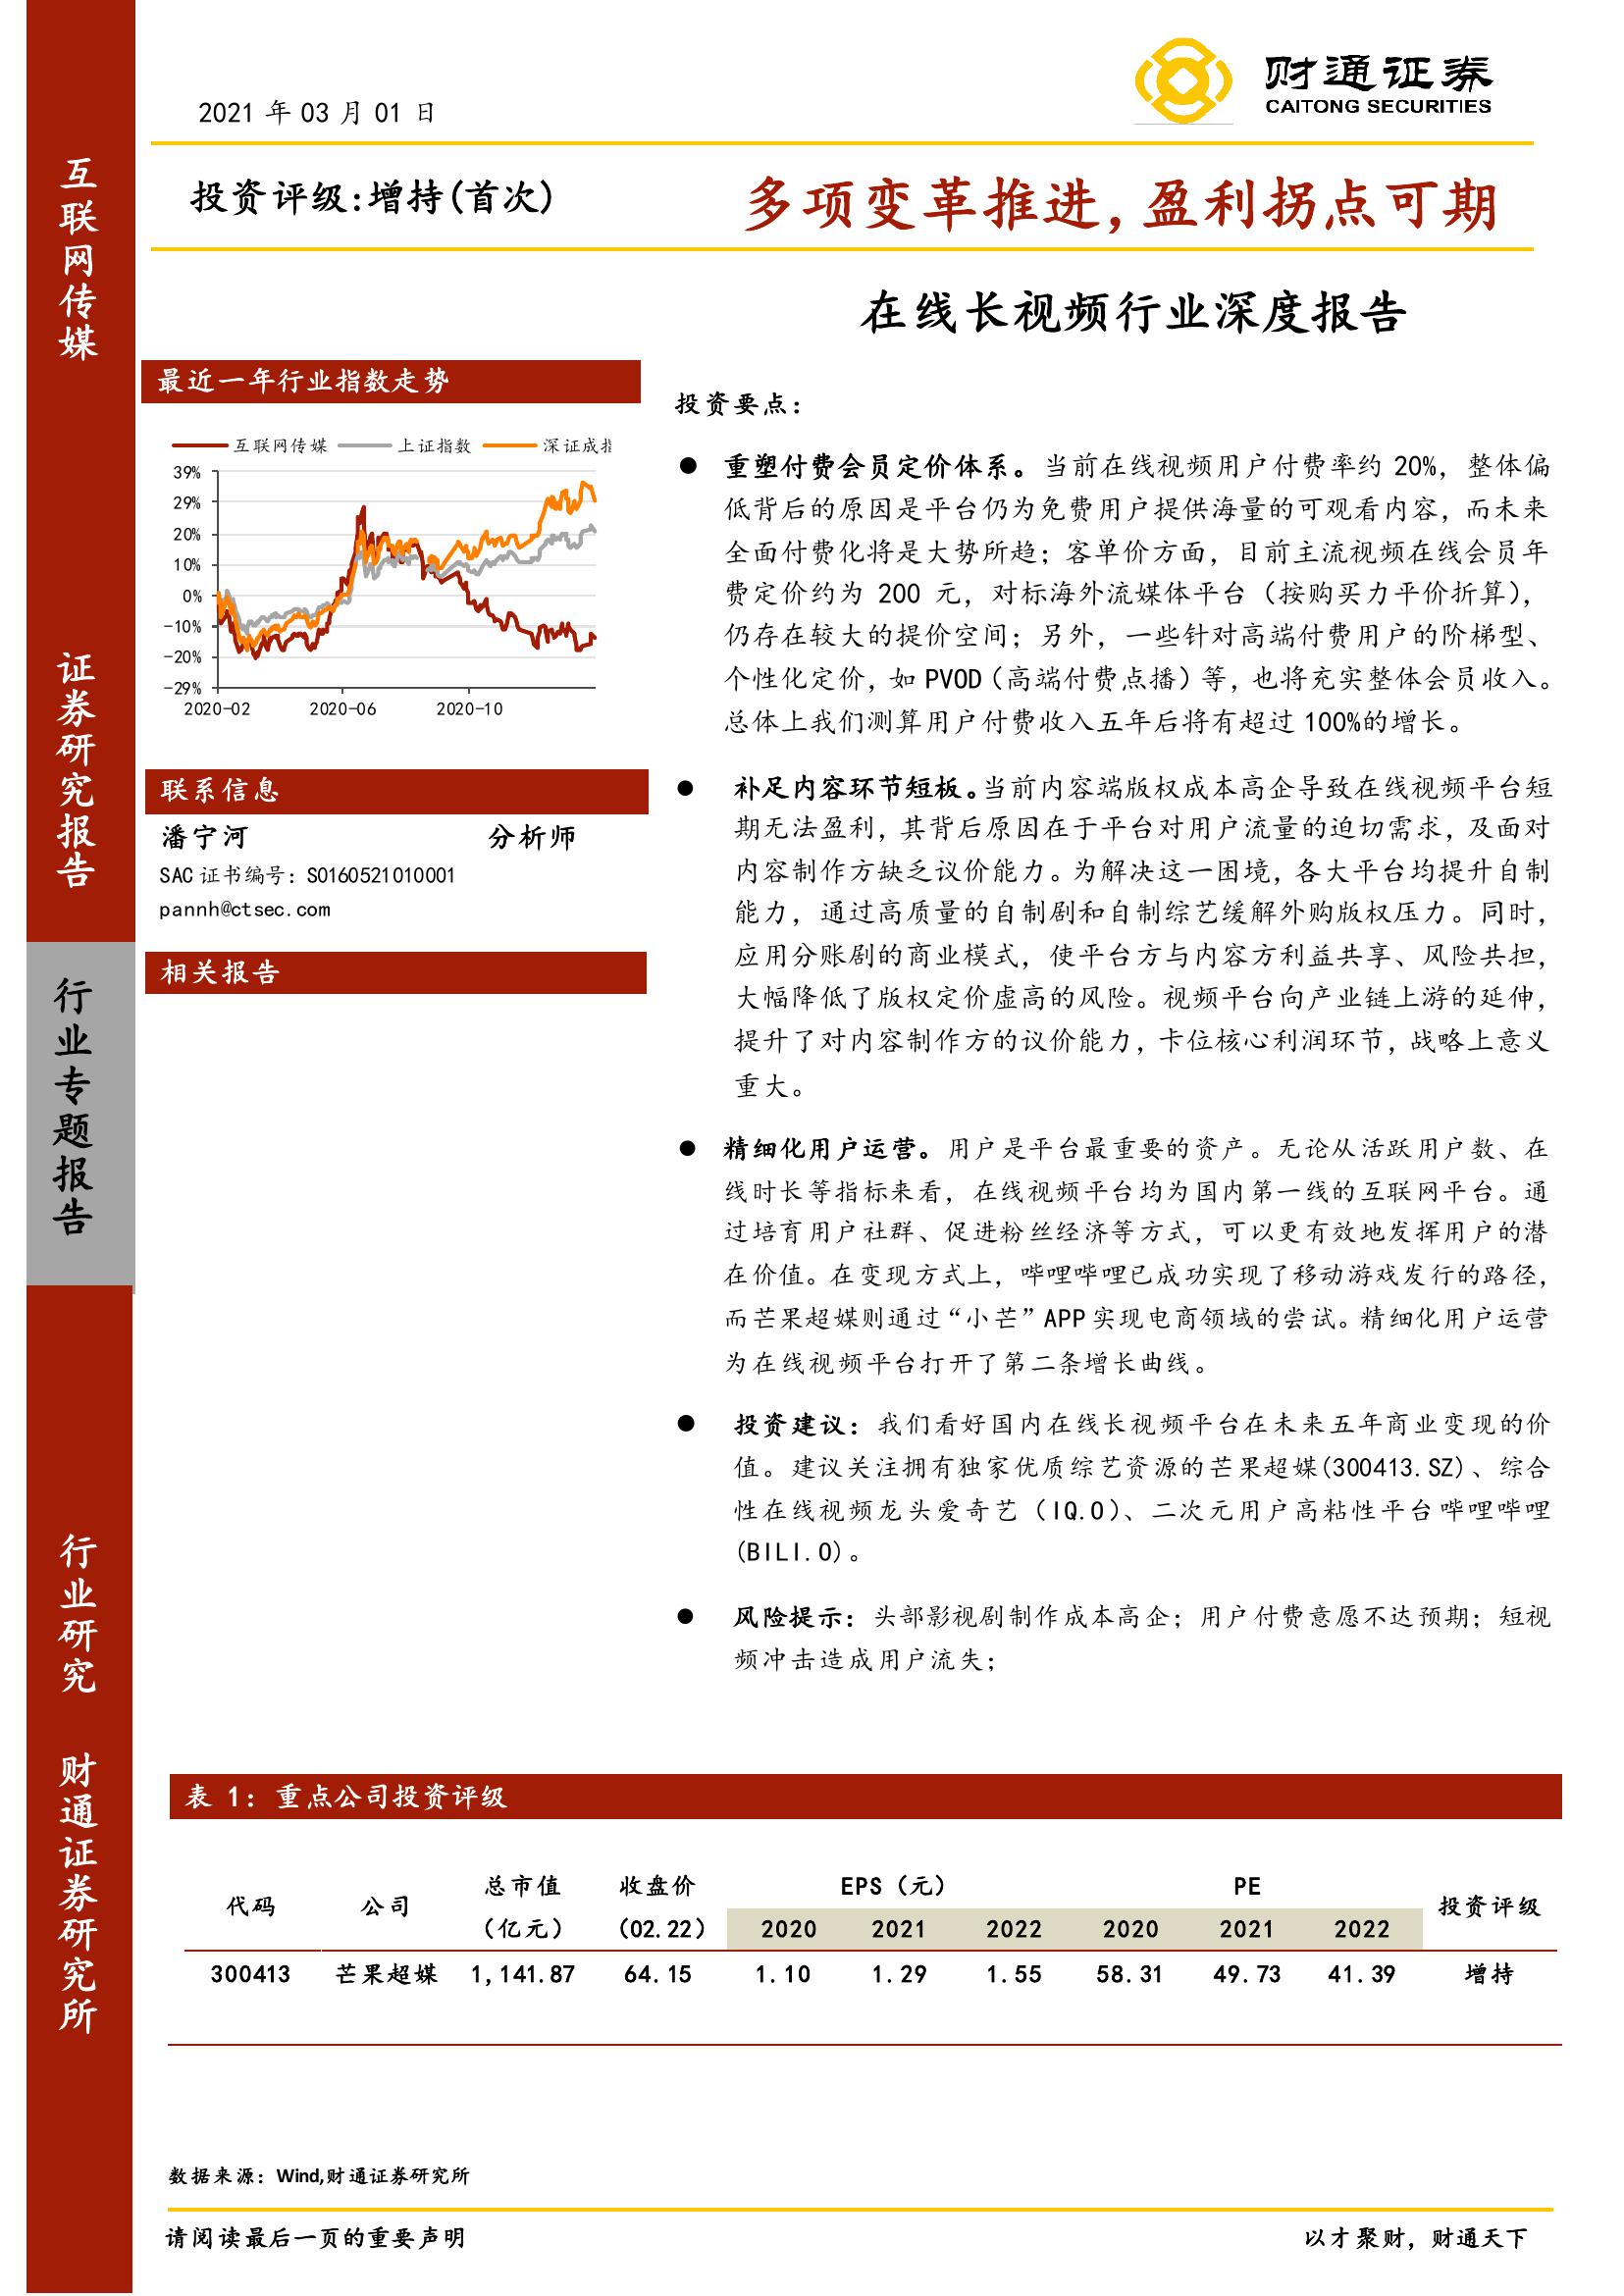 财通证券
CAITONG SECURITIES
2021 年 03 月 01 日
投资评级:增持(首次)
多项变革推进,盈利拐点可期
在线长视频行业深度报告
互联网传媒
证券研究报告
行业专题报告
行业研究
财通证券研究所
最近一年行业指数走势
互联网传媒 上证指数 深证成指
39%
29%
20%
10%
0%
-10%
-20%
-29%
2020-02 2020-06 2020-10
联系信息
潘宁河 分析师
SAC 证书编号：S0160521010001
pannh@ctsec.com
相关报告
投资要点：
● 重塑付费会员定价体系。当前在线视频用户付费率约 20%，整体偏
低背后的原因是平台仍为免费用户提供海量的可观看内容，而未来
全面付费化将是大势所趋；客单价方面，目前主流视频在线会员年
费定价约为 200 元，对标海外流媒体平台（按购买力平价折算），
仍存在较大的提价空间；另外，一些针对高端付费用户的阶梯型、
个性化定价，如 PVOD（高端付费点播）等，也将充实整体会员收入。
总体上我们测算用户付费收入五年后将有超过 100%的增长。
● 补足内容环节短板。当前内容端版权成本高企导致在线视频平台短
期无法盈利，其背后原因在于平台对用户流量的迫切需求，及面对
内容制作方缺乏议价能力。为解决这一困境，各大平台均提升自制
能力，通过高质量的自制剧和自制综艺缓解外购版权压力。同时，
应用分账剧的商业模式，使平台方与内容方利益共享、风险共担，
大幅降低了版权定价虚高的风险。视频平台向产业链上游的延伸，
提升了对内容制作方的议价能力，卡位核心利润环节，战略上意义
重大。
● 精细化用户运营。用户是平台最重要的资产。无论从活跃用户数、在
线时长等指标来看，在线视频平台均为国内第一线的互联网平台。通
过培育用户社群、促进粉丝经济等方式，可以更有效地发挥用户的潜
在价值。在变现方式上，哔哩哔哩已成功实现了移动游戏发行的路径，
而芒果超媒则通过“小芒”APP 实现电商领域的尝试。精细化用户运营
为在线视频平台打开了第二条增长曲线。
● 投资建议：我们看好国内在线长视频平台在未来五年商业变现的价
值。建议关注拥有独家优质综艺资源的芒果超媒(300413.SZ)、综合
性在线视频龙头爱奇艺（IQ.O）、二次元用户高粘性平台哔哩哔哩
(BILI.O)。
● 风险提示：头部影视剧制作成本高企；用户付费意愿不达预期；短视
频冲击造成用户流失；
表 1：重点公司投资评级
代码 公司 总市值 收盘价 EPS（元） PE 投资评级
（亿元） （02.22） 2020 2021 2022 2020 2021 2022
300413 芒果超媒 1,141.87 64.15 1.10 1.29 1.55 58.31 49.73 41.39 增持
数据来源：Wind,财通证券研究所
请阅读最后一页的重要声明
以才聚财，财通天下